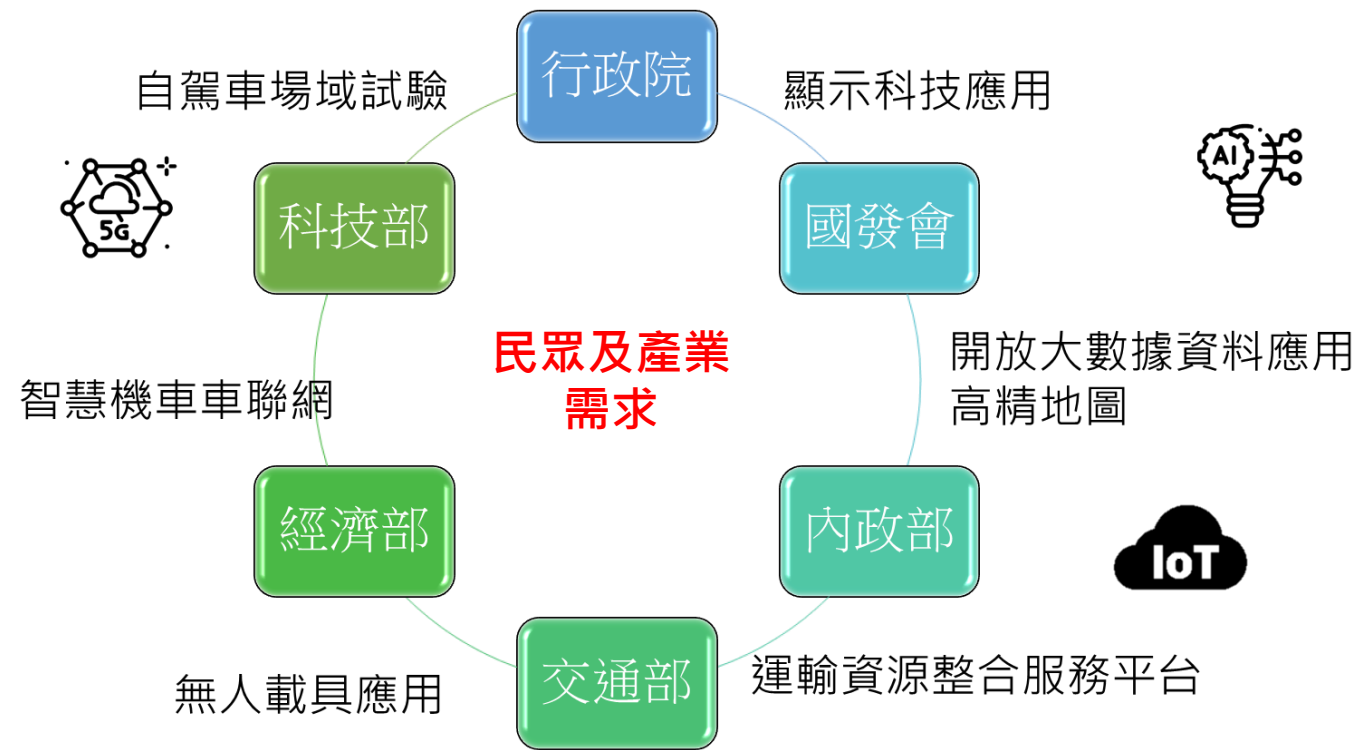 行政院
自駕車場域試驗
顯示科技應用
5G
AI
科技部
國發會
民眾及產業
需求
開放大數據資料應用
高精地圖
智慧機車車聯網
經濟部
內政部
IoT
交通部
運輸資源整合服務平台
無人載具應用